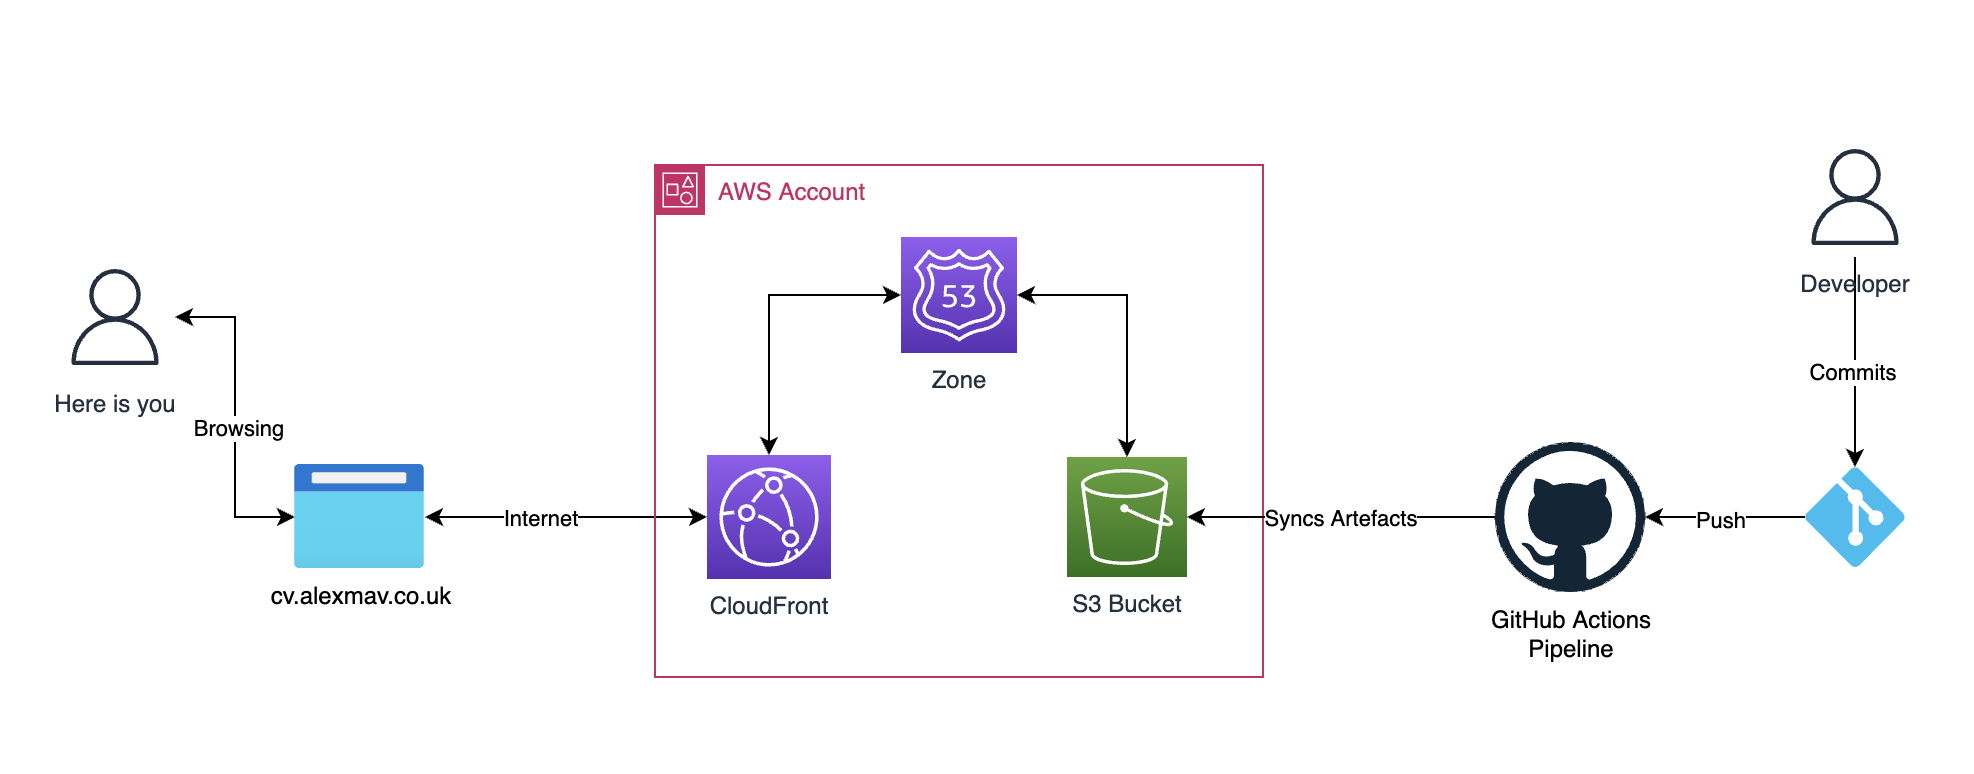 AWS Account
53
Zone
Developer
Here is you
Commits
Browsing
Internet
Syncs Artefacts
Push
cv.alexmav.co.uk
CloudFront
S3 Bucket
GitHub Actions
Pipeline